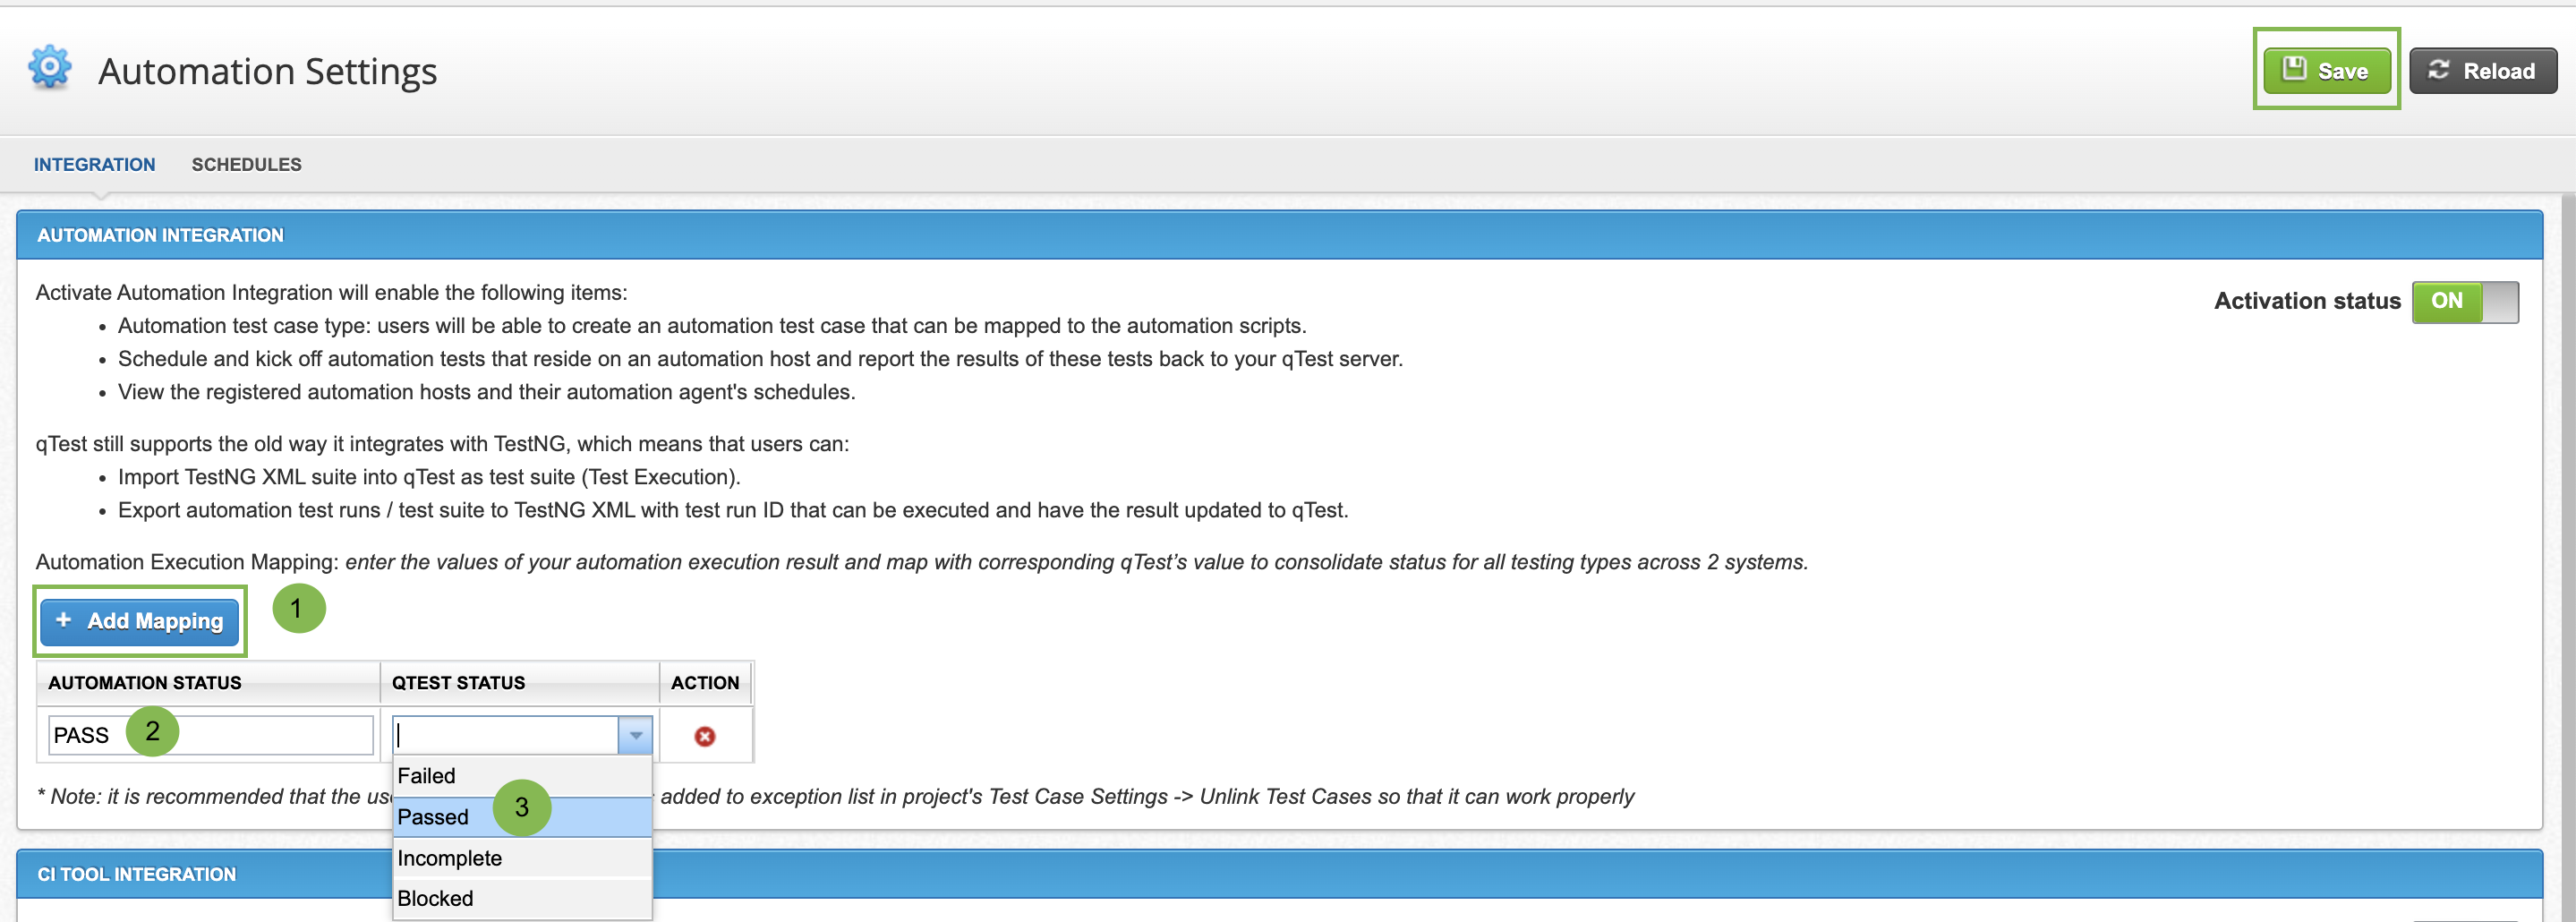 Automation Settings
Save
Reload
INTEGRATION
SCHEDULES
AUTOMATION INTEGRATION
Activate Automation Integration will enable the following items:
Activation status
ON
• Automation test case type: users will be able to create an automation test case that can be mapped to the automation scripts.
• Schedule and kick off automation tests that reside on an automation host and report the results of these tests back to your qTest server.
• View the registered automation hosts and their automation agent's schedules.
qTest still supports the old way it integrates with TestNG, which means that users can:
• Import TestNG XML suite into qTest as test suite (Test Execution).
• Export automation test runs / test suite to TestNG XML with test run ID that can be executed and have the result updated to qTest.
Automation Execution Mapping: enter the values of your automation execution result and map with corresponding qTest’s value to consolidate status for all testing types across 2 systems.
+ Add Mapping
1
AUTOMATION STATUS
QTEST STATUS
ACTION
PASS
2
Failed
* Note: it is recommended that the
added to exception list in project's Test Case Settings -> Unlink Test Cases so that it can work properly
Passed
3
Incomplete
Blocked
CI TOOL INTEGRATION